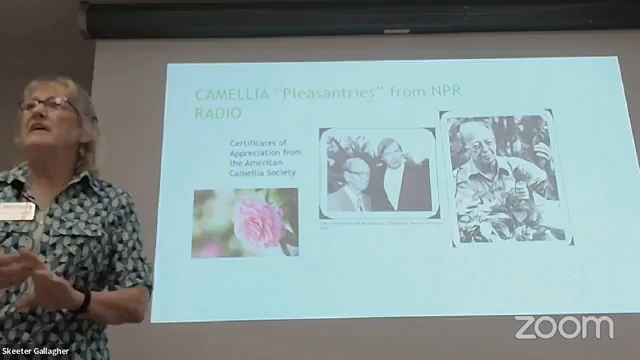 CAMELLIA “Pleasantries” from NPR
RADIO
Certificates of
Appreciation from
the American
Camellia Society
zoom
Skeeter Gallagher